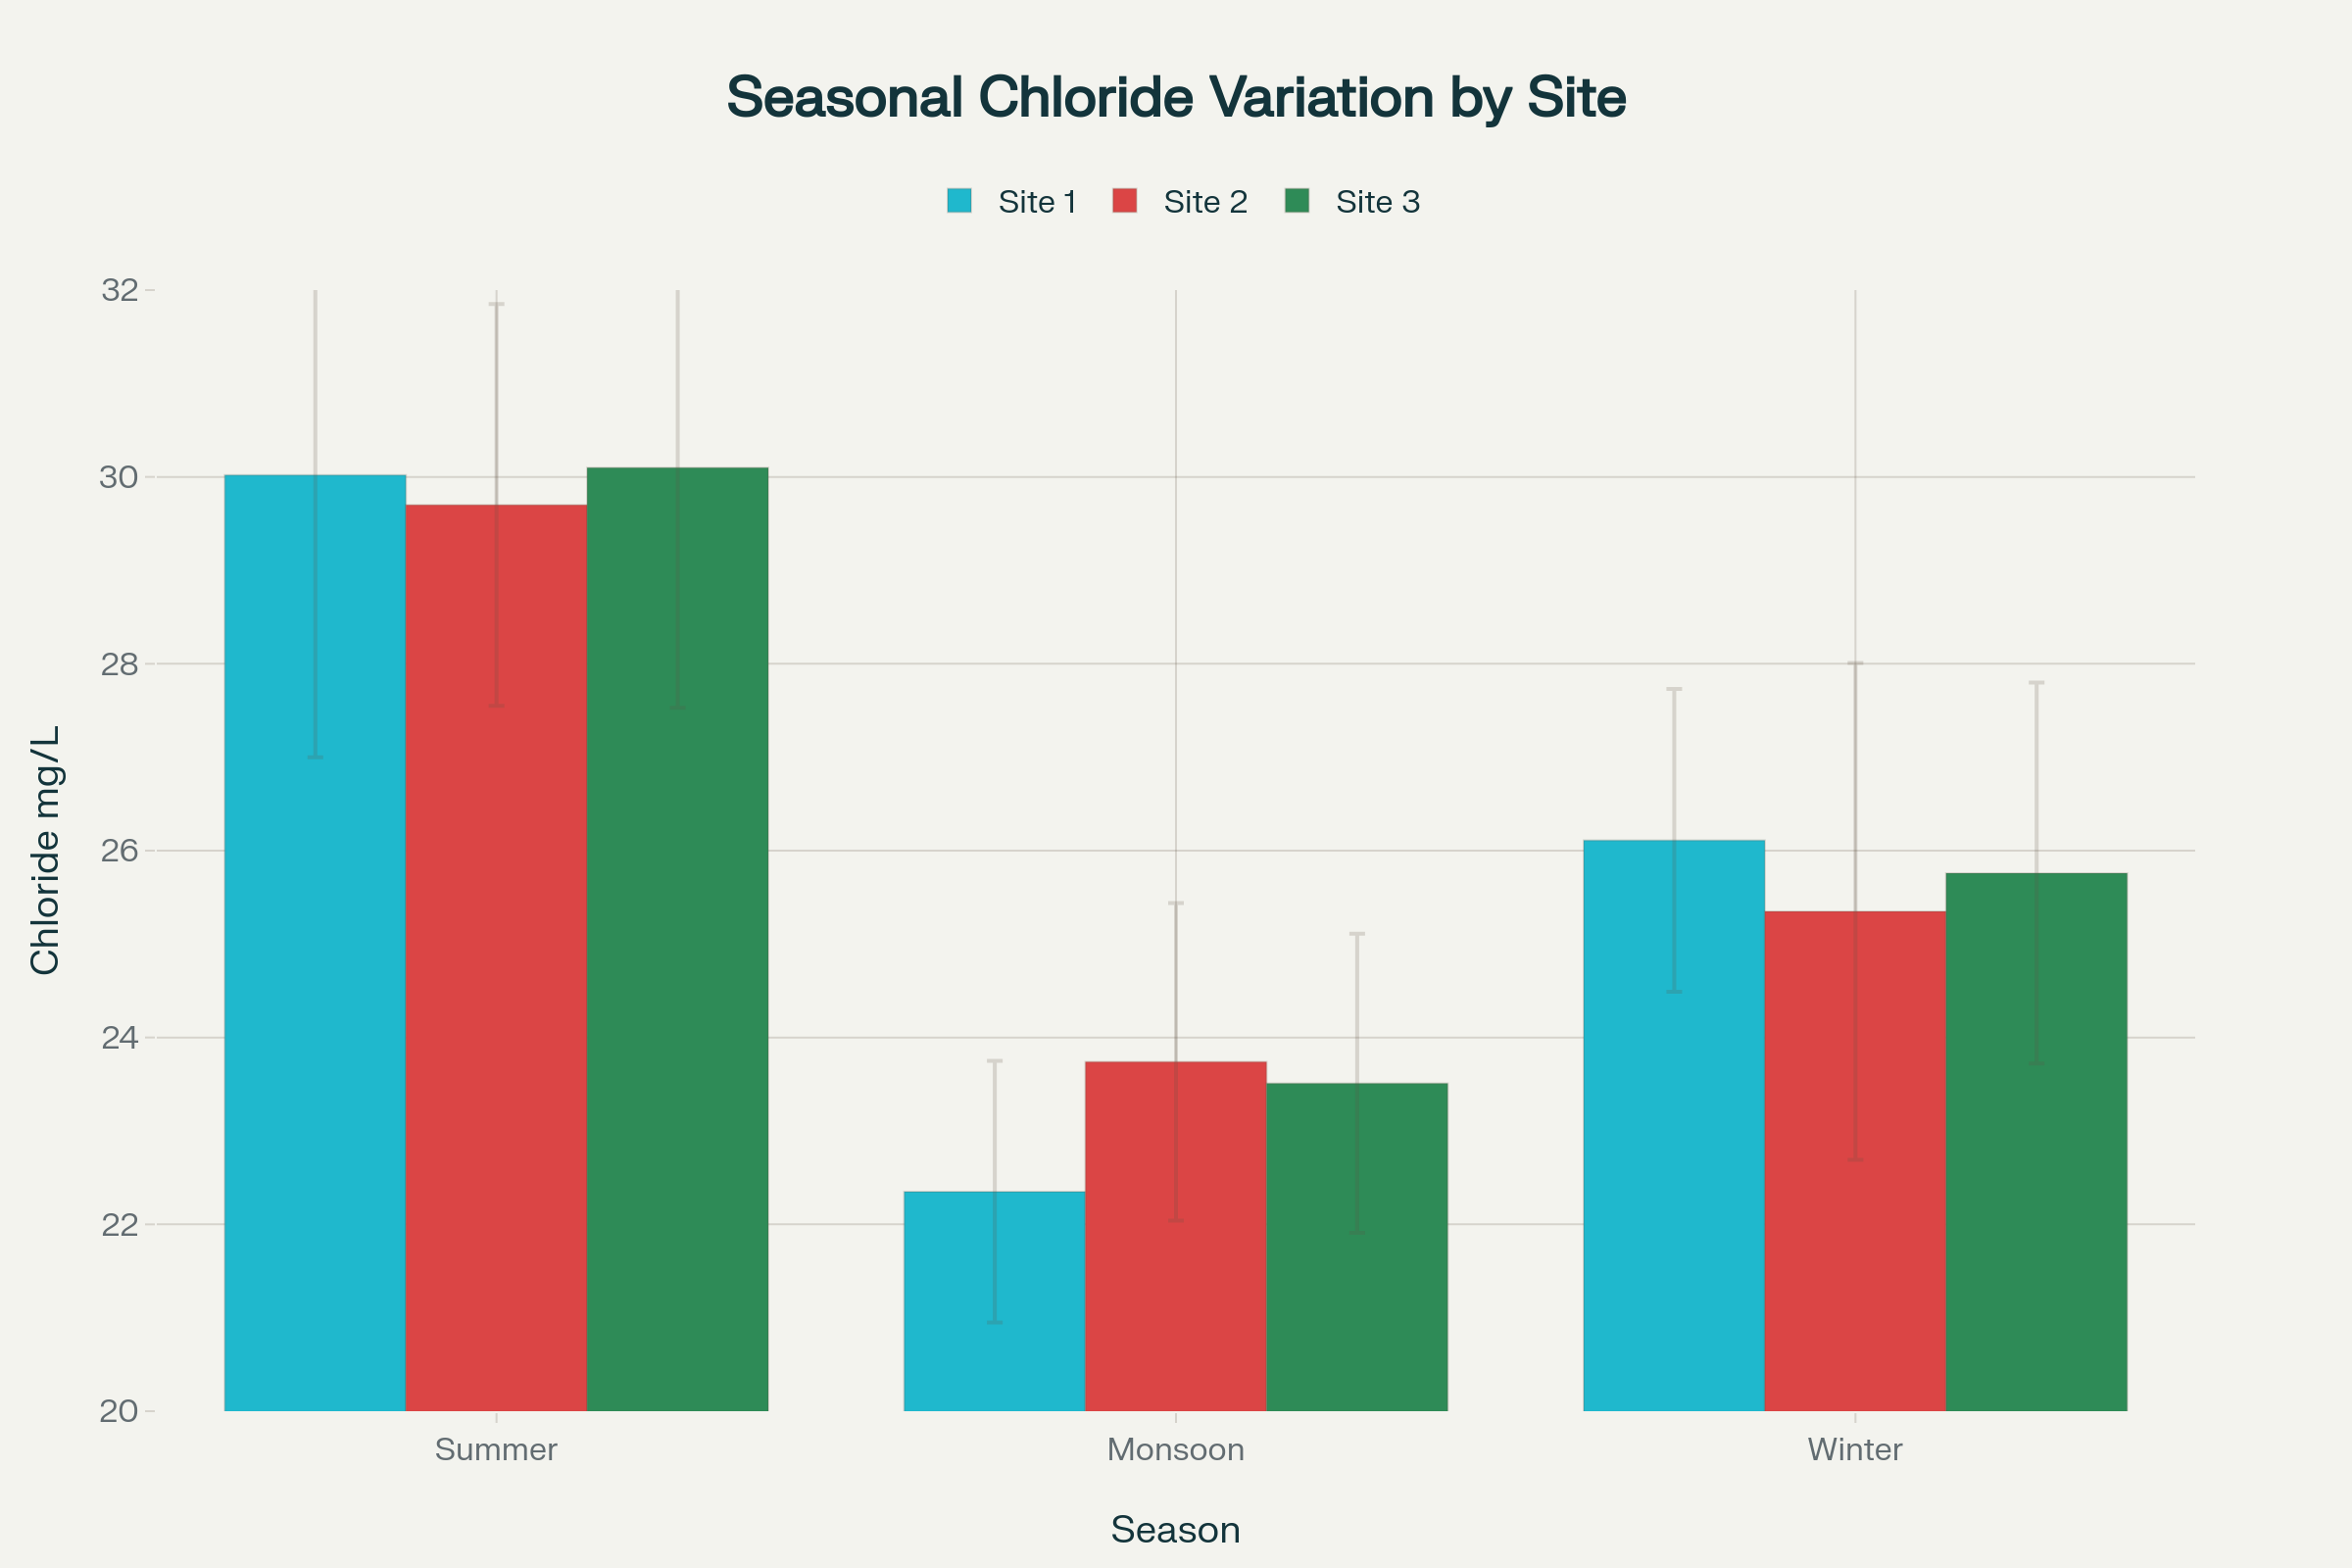 Seasonal Chloride Variation by Site
Site 1 Site 2 Site 3
32
30
28
26
24
22
20
Chloride mg/L
Summer Monsoon Winter
Season